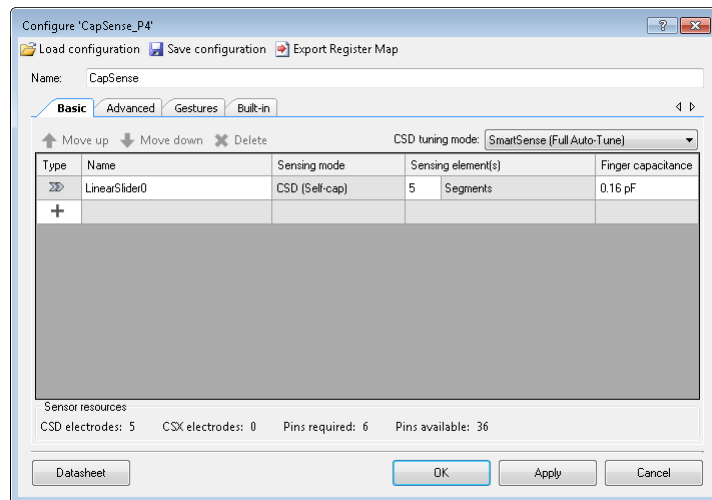 Configure 'CapSense_P4'
Load configuration Save configuration Export Register Map
Name: CapSense
Basic Advanced Gestures Built-in
Move up Move down Delete CSD tuning mode: SmartSense (Full Auto-Tune)
Type Name Sensing mode Sensing element(s) Finger capacitance
LinearSlider0 CSD (Self-cap) 5 Segments 0.16 pF
Sensor resources
CSD electrodes: 5 CSX electrodes: 0 Pins required: 6 Pins available: 36
Datasheet OK Apply Cancel